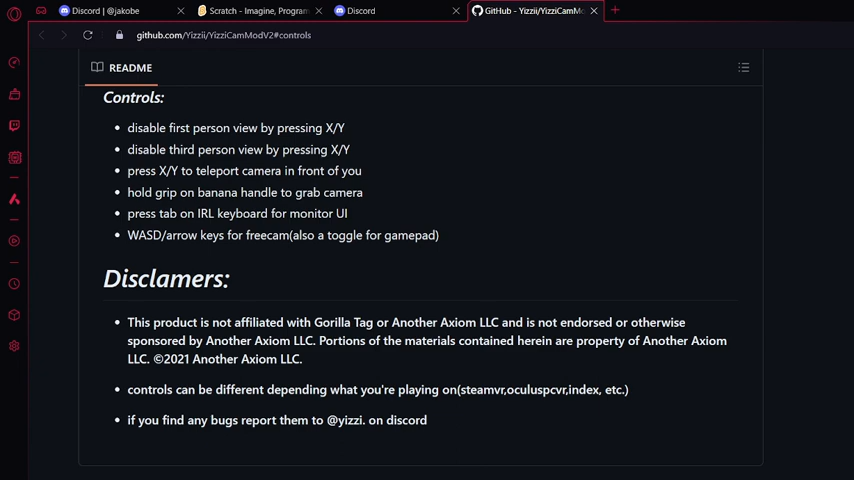 Discord | @jakobe
Scratch - Imagine, Program
Discord
GitHub - Yizzii/YizziCamMod
github.com/Yizzii/YizziCamModV2#controls
README
Controls:
disable first person view by pressing X/Y
disable third person view by pressing X/Y
press X/Y to teleport camera in front of you
hold grip on banana handle to grab camera
press tab on IRL keyboard for monitor UI
WASD/arrow keys for freecam(also a toggle for gamepad)
Disclamers:
This product is not affiliated with Gorilla Tag or Another Axiom LLC and is not endorsed or otherwise
sponsored by Another Axiom LLC. Portions of the materials contained herein are property of Another Axiom
LLC. ©2021 Another Axiom LLC.
controls can be different depending what you're playing on(steamvr,oculuspcvr,index, etc.)
if you find any bugs report them to @yizzi. on discord